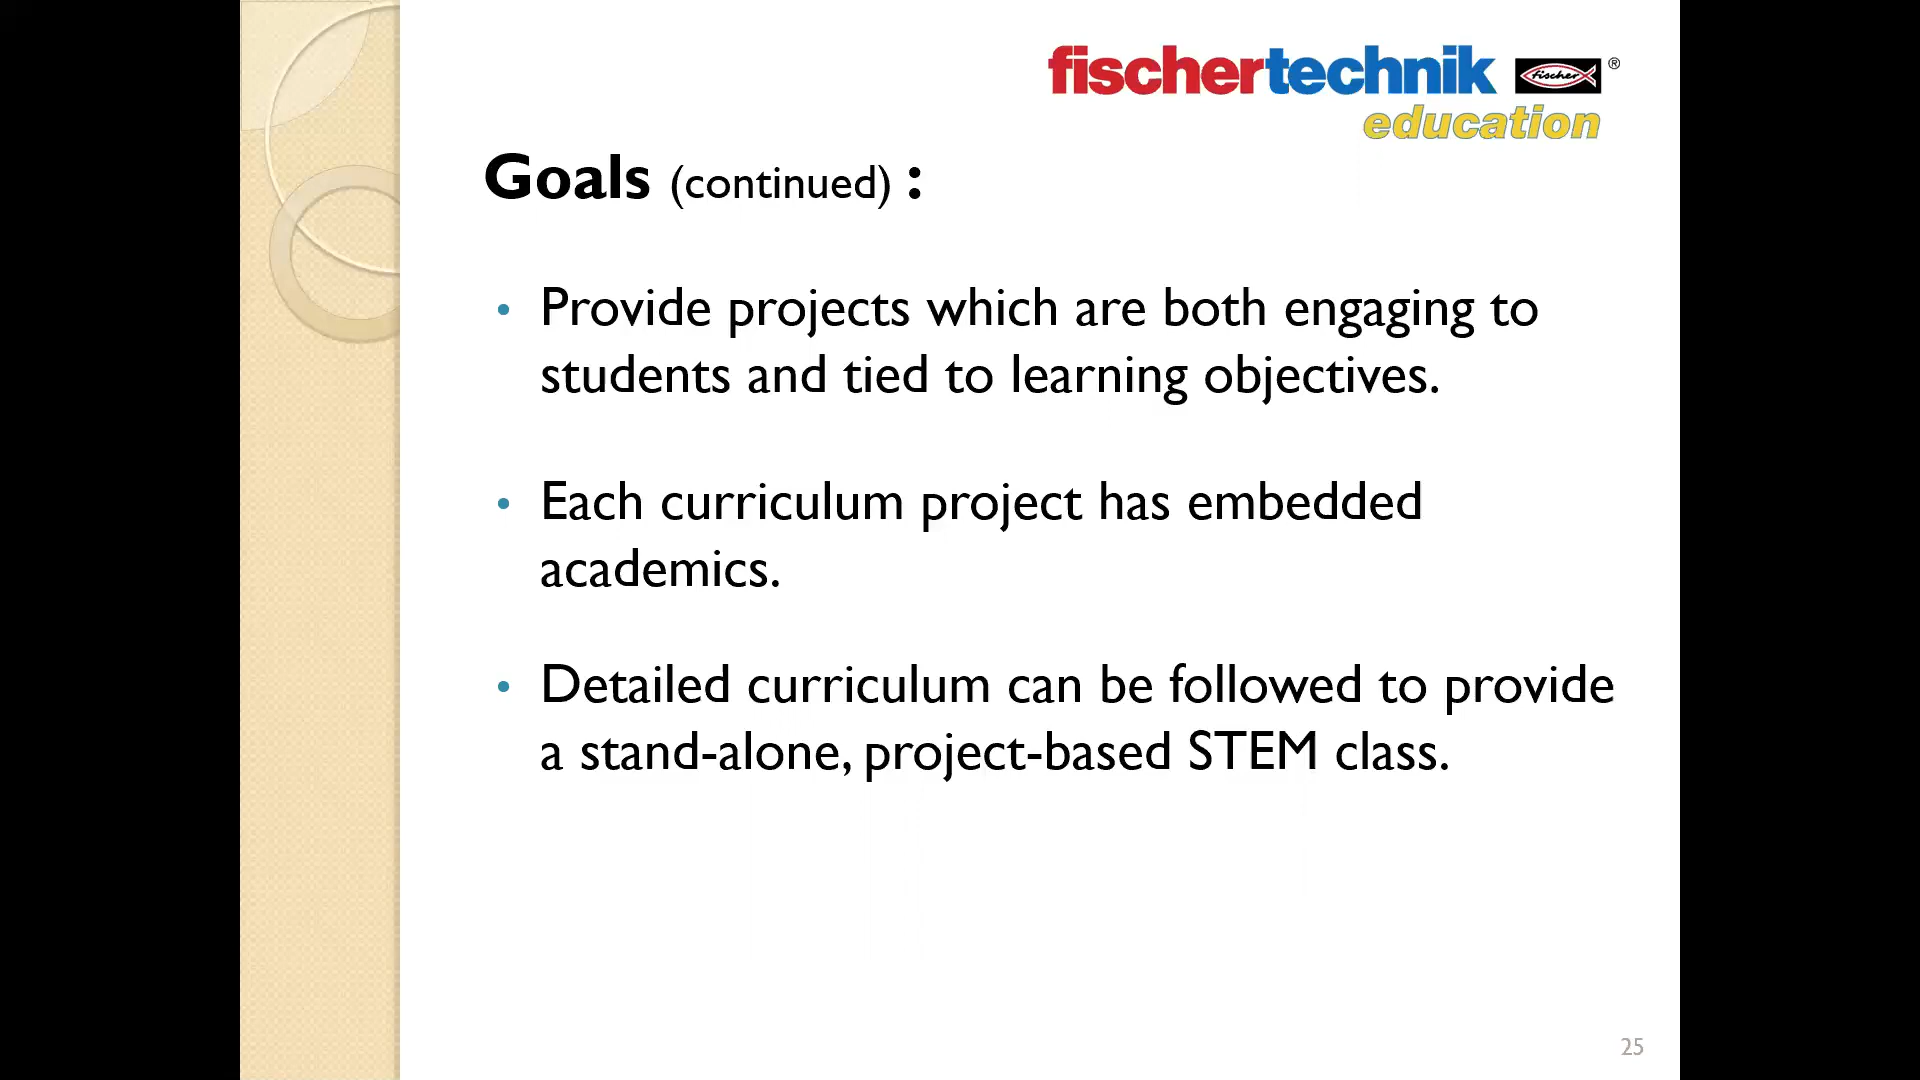 fischertechnik fischer ®
education
Goals (continued) :
• Provide projects which are both engaging to
students and tied to learning objectives.
• Each curriculum project has embedded
academics.
• Detailed curriculum can be followed to provide
a stand-alone, project-based STEM class.
25